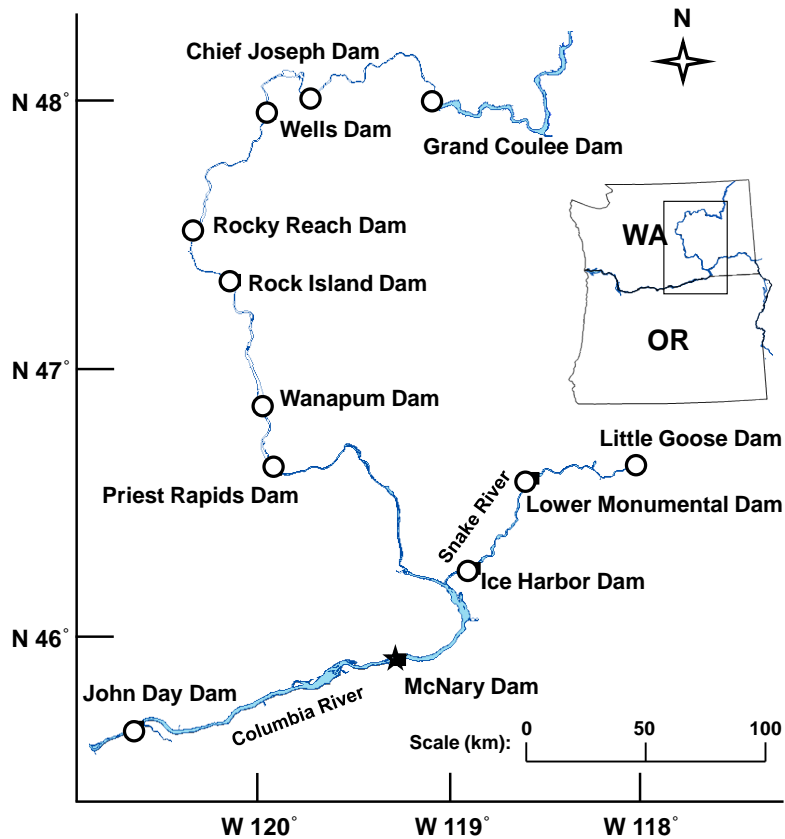 N
Chief Joseph Dam
N 48°
Wells Dam
Grand Coulee Dam
Rocky Reach Dam
WA
Rock Island Dam
OR
N 47°
Wanapum Dam
Little Goose Dam
Priest Rapids Dam
Snake River
Lower Monumental Dam
Ice Harbor Dam
N 46°
McNary Dam
John Day Dam
Columbia River
Scale (km):
0 50 100
W 120° W 119° W 118°